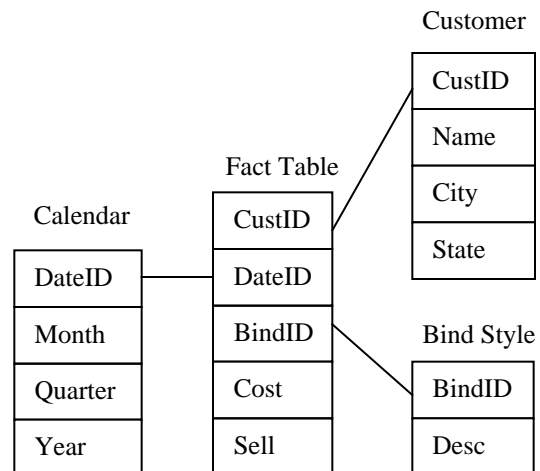 Customer
CustID
Name
City
State
Fact Table
CustID
DateID
BindID
Cost
Sell
Calendar
DateID
Month
Quarter
Year
Bind Style
BindID
Desc